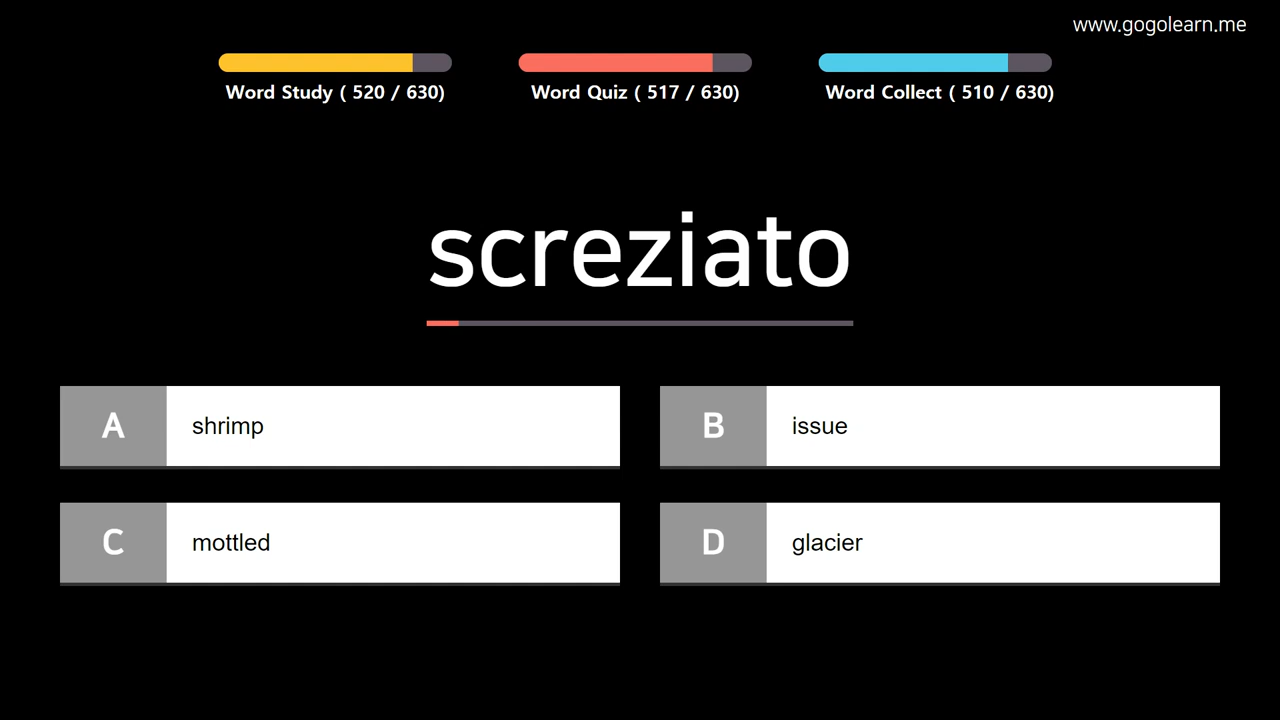 www.gogolearn.me
Word Study ( 520 / 630)
Word Quiz ( 517 / 630)
Word Collect ( 510 / 630)
screziato
A shrimp
B issue
C mottled
D glacier